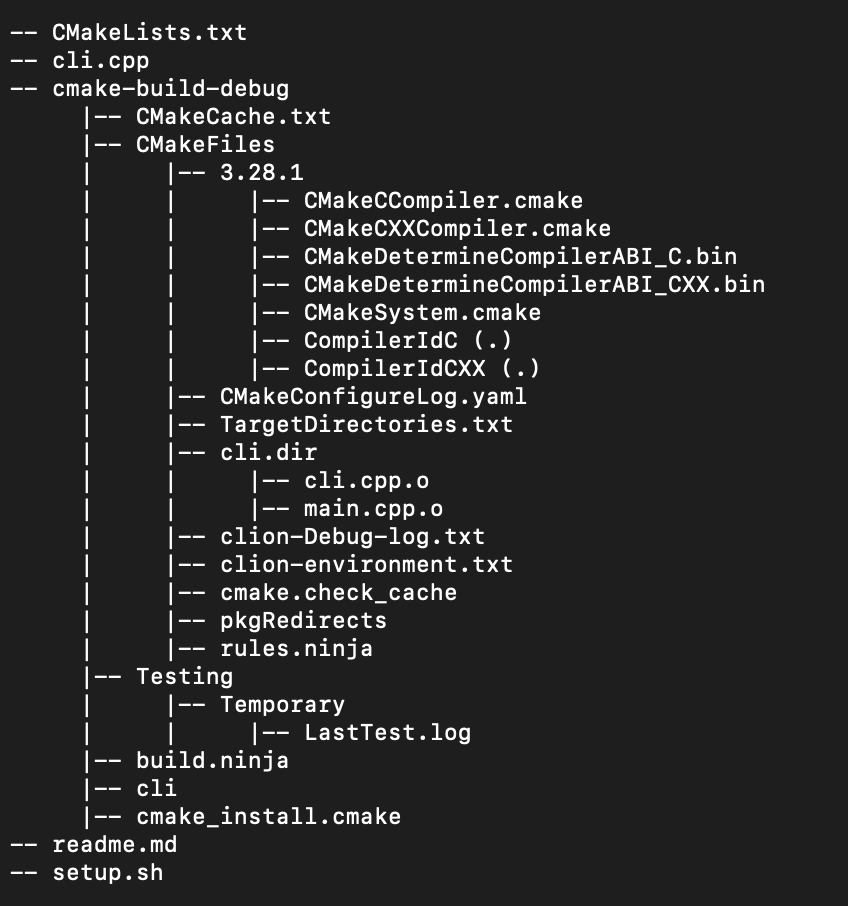 -- CMakeLists.txt
-- cli.cpp
-- cmake-build-debug
     |-- CMakeCache.txt
     |-- CMakeFiles
     |     |-- 3.28.1
     |     |     |-- CMakeCCompiler.cmake
     |     |     |-- CMakeCXXCompiler.cmake
     |     |     |-- CMakeDetermineCompilerABI_C.bin
     |     |     |-- CMakeDetermineCompilerABI_CXX.bin
     |     |     |-- CMakeSystem.cmake
     |     |     |-- CompilerIdC (.)
     |     |     |-- CompilerIdCXX (.)
     |     |-- CMakeConfigureLog.yaml
     |     |-- TargetDirectories.txt
     |     |-- cli.dir
     |     |     |-- cli.cpp.o
     |     |     |-- main.cpp.o
     |     |-- clion-Debug-log.txt
     |     |-- clion-environment.txt
     |     |-- cmake.check_cache
     |     |-- pkgRedirects
     |     |-- rules.ninja
     |-- Testing
     |     |-- Temporary
     |     |     |-- LastTest.log
     |-- build.ninja
     |-- cli
     |-- cmake_install.cmake
-- readme.md
-- setup.sh